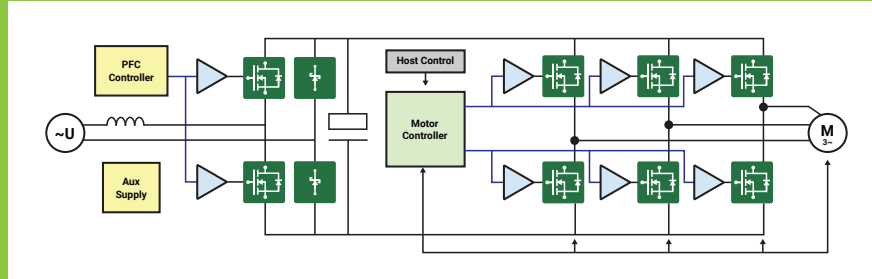 PFC
Controller
~U
Aux
Supply
Host Control
Motor
Controller
M
3~